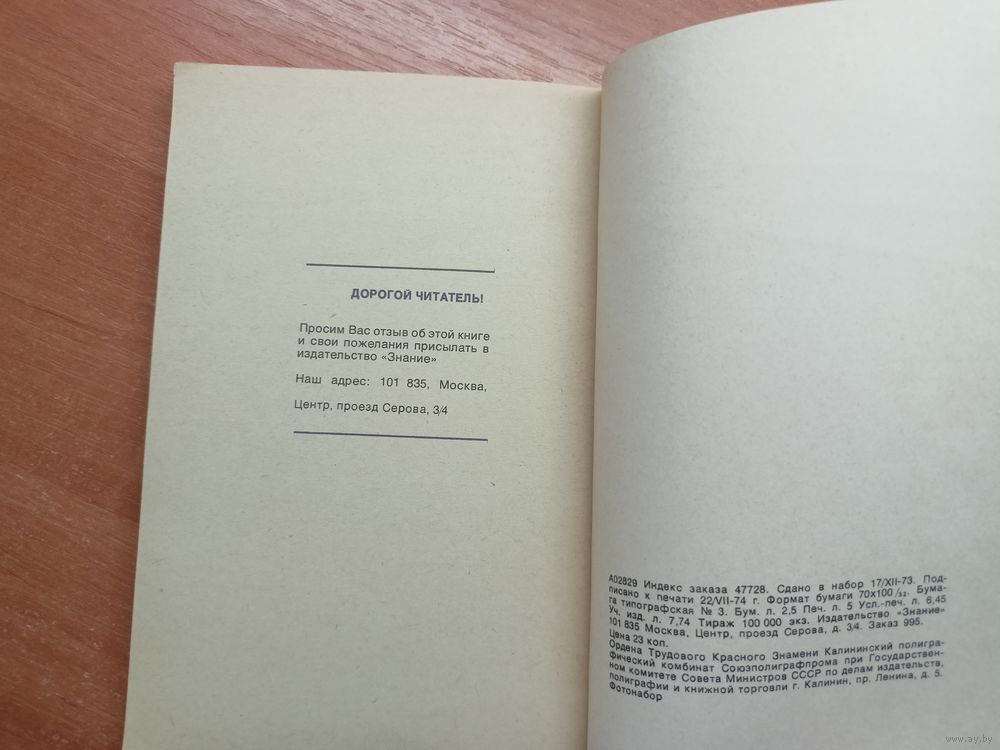 ДОРОГОЙ ЧИТАТЕЛЬ!
Просим Вас отзыв об этой книге
и свои пожелания присылать в
издательство «Знание»
Наш адрес: 101 835, Москва,
Центр, проезд Серова, 3/4
А02829 Индекс заказа 47728. Сдано в набор 17/XII-73. Под-
писано к печати 22/VII-74 г. Формат бумаги 70х100/32. Бума-
га типографская № 3. Бум. л. 2,5 Печ. л. 5 Усл.-печ. л. 6,45
Уч. изд. л. 7,74 Тираж 100 000 экз. Издательство «Знание»
101 835 Москва, Центр, проезд Серова, д. 3/4. Заказ 995.
Цена 23 коп.
Ордена Трудового Красного Знамени Калининский полигра-
фический комбинат Союзполиграфпрома при Государствен-
ном комитете Совета Министров СССР по делам издательств,
полиграфии и книжной торговли г. Калинин, пр. Ленина, д. 5.
Фотонабор
www.ay.by